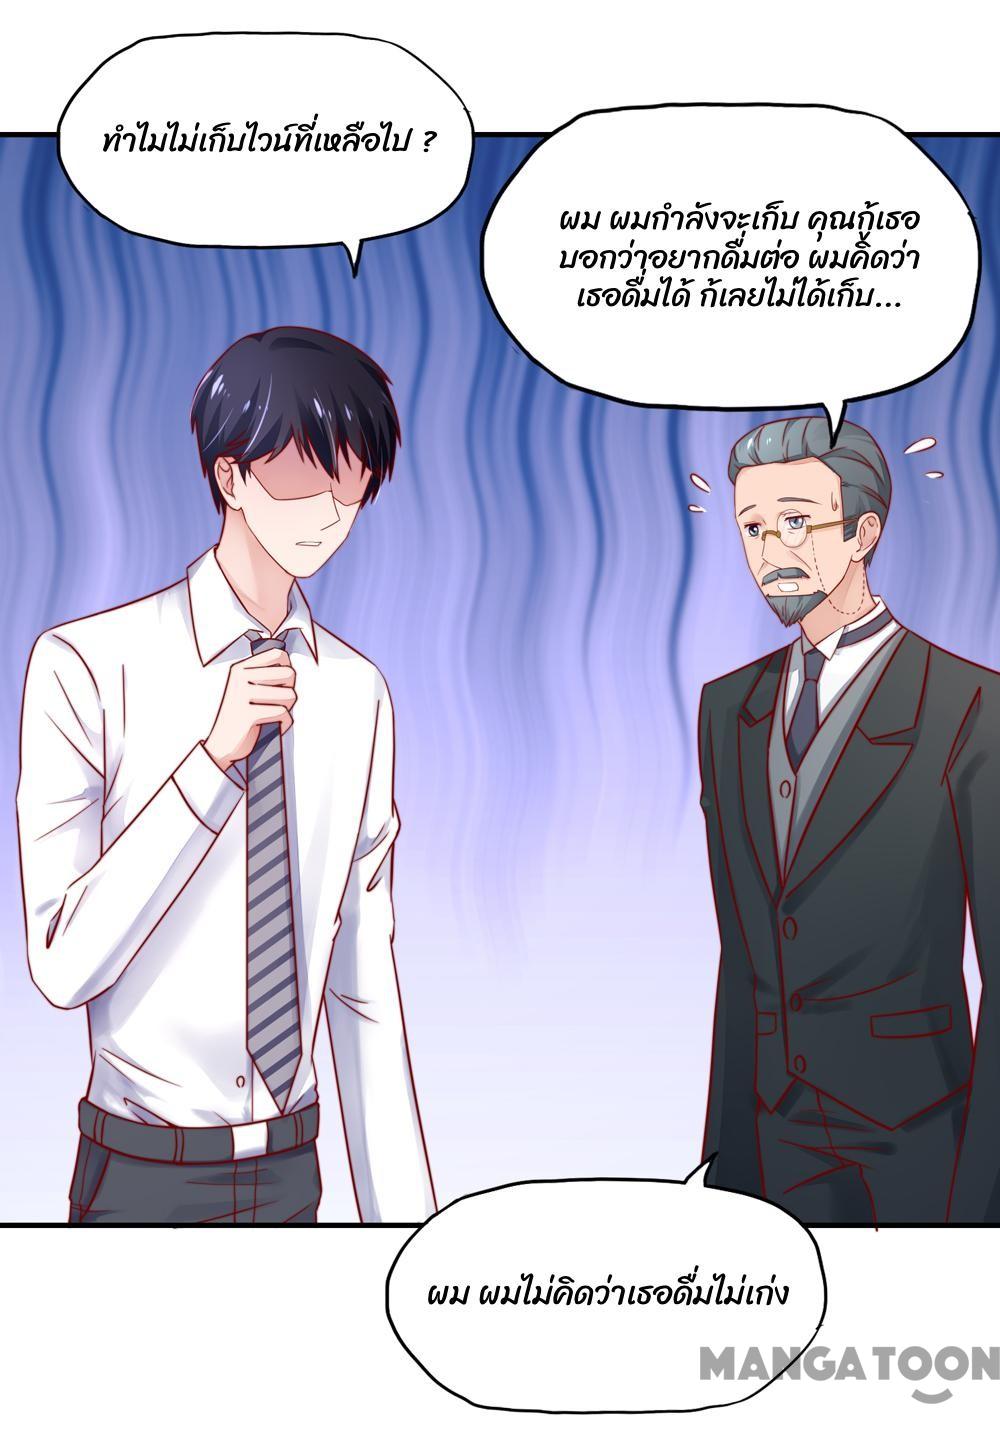 ทำไมไม่เก็บไวน์ที่เหลือไป ?
ผม ผมกำลังจะเก็บ คุณกู้เธอ
บอกว่าอยากดื่มต่อ ผมคิดว่า
เธอดื่มได้ ก้เลยไม่ได้เก็บ...
ผม ผมไม่คิดว่าเธอดื่มไม่เก่ง
MANGATOON